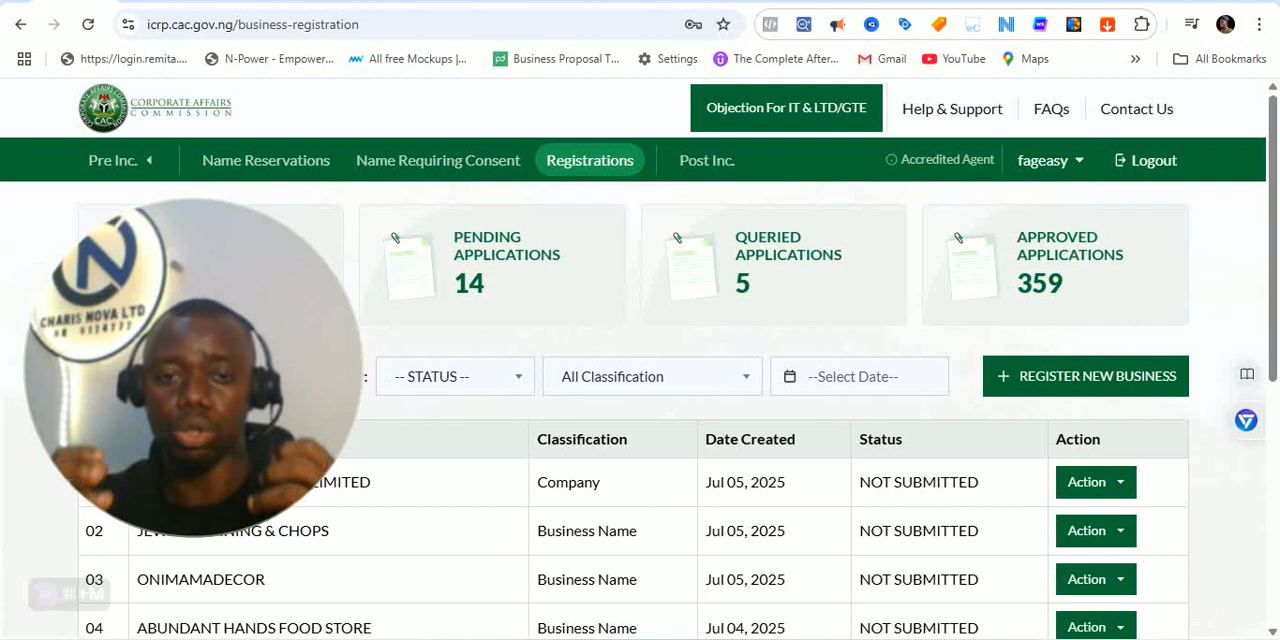 icrp.cac.gov.ng/business-registration
https://login.remita....
N-Power - Empower...
All free Mockups |...
Business Proposal T...
Settings
The Complete After...
Gmail
YouTube
Maps
All Bookmarks
CORPORATE AFFAIRS
COMMISSION
Objection For IT & LTD/GTE
Help & Support
FAQs
Contact Us
Pre Inc.
Name Reservations
Name Requiring Consent
Registrations
Post Inc.
Accredited Agent
fageasy
Logout
PENDING
APPLICATIONS
14
QUERIED
APPLICATIONS
5
APPROVED
APPLICATIONS
359
CHARIS NOVA LTD
: -- STATUS --
All Classification
--Select Date--
+ REGISTER NEW BUSINESS
Classification
Date Created
Status
Action
LIMITED
Company
Jul 05, 2025
NOT SUBMITTED
Action
02
& CHOPS
Business Name
Jul 05, 2025
NOT SUBMITTED
Action
03
ONIMAMADECOR
Business Name
Jul 05, 2025
NOT SUBMITTED
Action
04
ABUNDANT HANDS FOOD STORE
Business Name
Jul 04, 2025
NOT SUBMITTED
Action